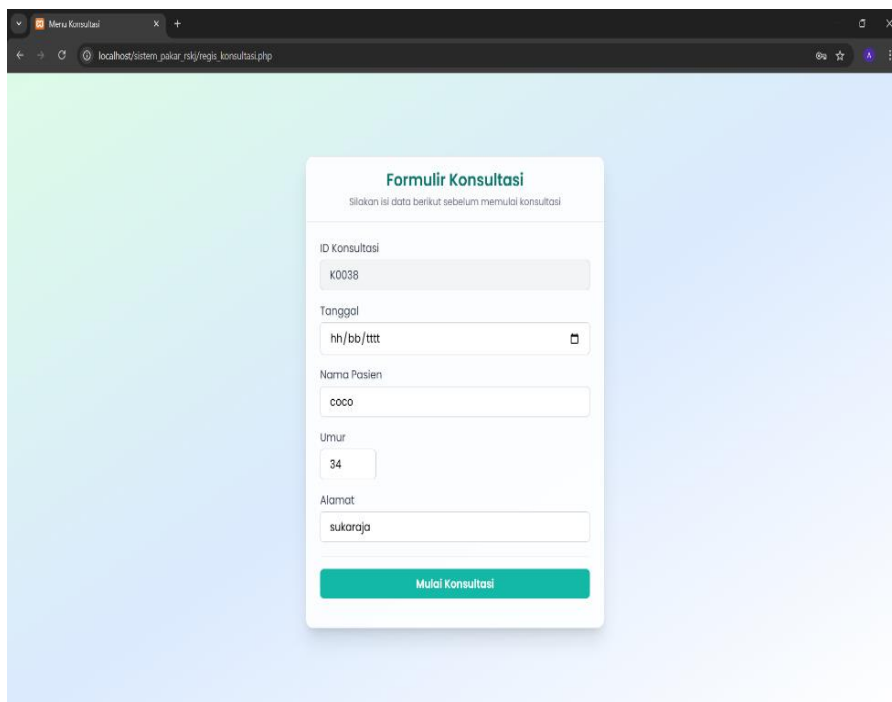 Menu Konsultasi
localhost/sistem_pakar_rskj/regis_konsultasi.php
A
Formulir Konsultasi
Silakan isi data berikut sebelum memulai konsultasi
ID Konsultasi
K0038
Tanggal
hh/bb/tttt
Nama Pasien
coco
Umur
34
Alamat
sukaraja
Mulai Konsultasi